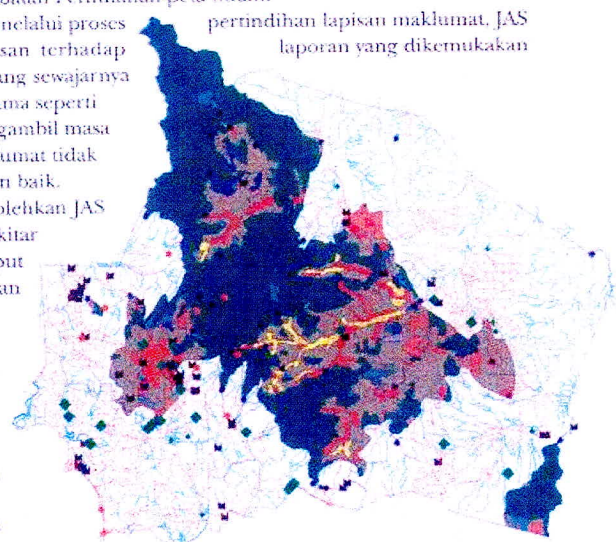 melalui proses pertindihan lapisan maklumat, JAS
san terhadap laporan yang dikemukakan
ang sewajarnya
ma seperti
gambil masa
umat tidak
n baik.
olehkan JAS
kitar
but
an